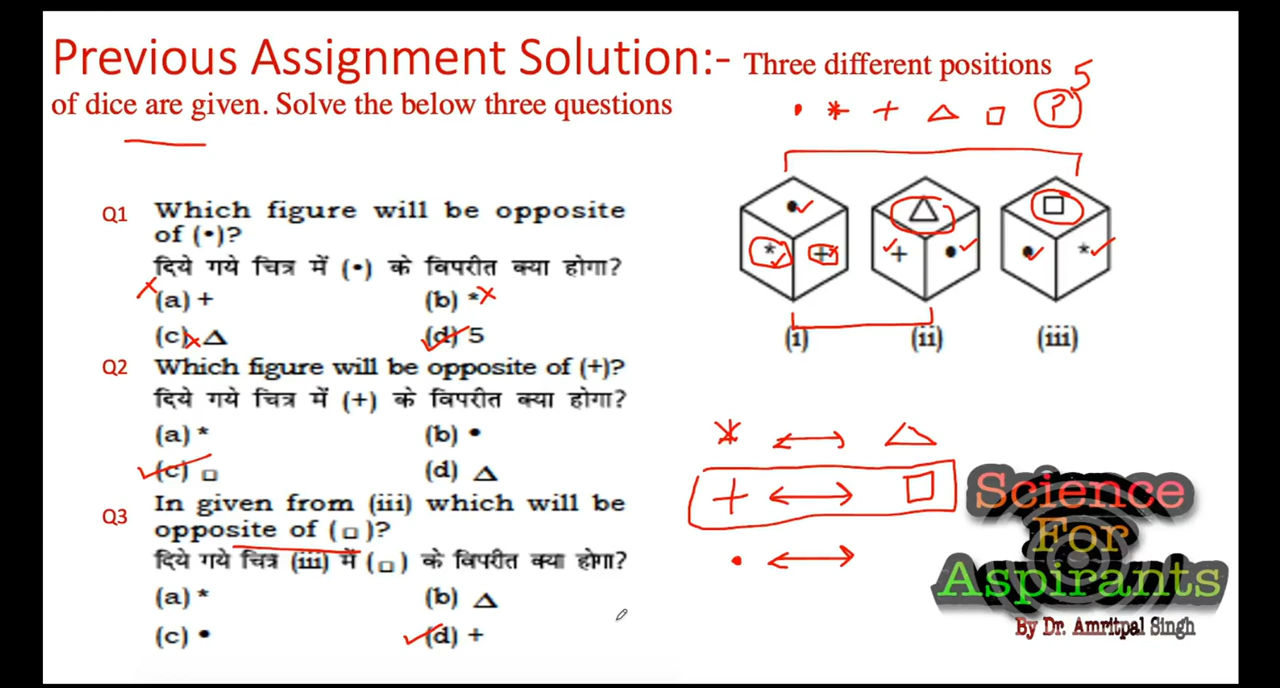 Previous Assignment Solution:- Three different positions
of dice are given. Solve the below three questions
5
• * + △ □ ?
Q1 Which figure will be opposite
of (•)?
दिये गये चित्र में (•) के विपरीत क्या होगा?
(a) + (b) *
(c) △ (d) 5
Q2 Which figure will be opposite of (+)?
दिये गये चित्र में (+) के विपरीत क्या होगा?
(a) * (b) •
(c) □ (d) △
Q3 In given from (iii) which will be
opposite of (□)?
दिये गये चित्र (iii) में (□) के विपरीत क्या होगा?
(a) * (b) △
(c) • (d) +
• △ □
* + + • • *
(i) (ii) (iii)
* ↔ △
+ ↔ □
• ↔
Science
For
Aspirants
By Dr. Amritpal Singh